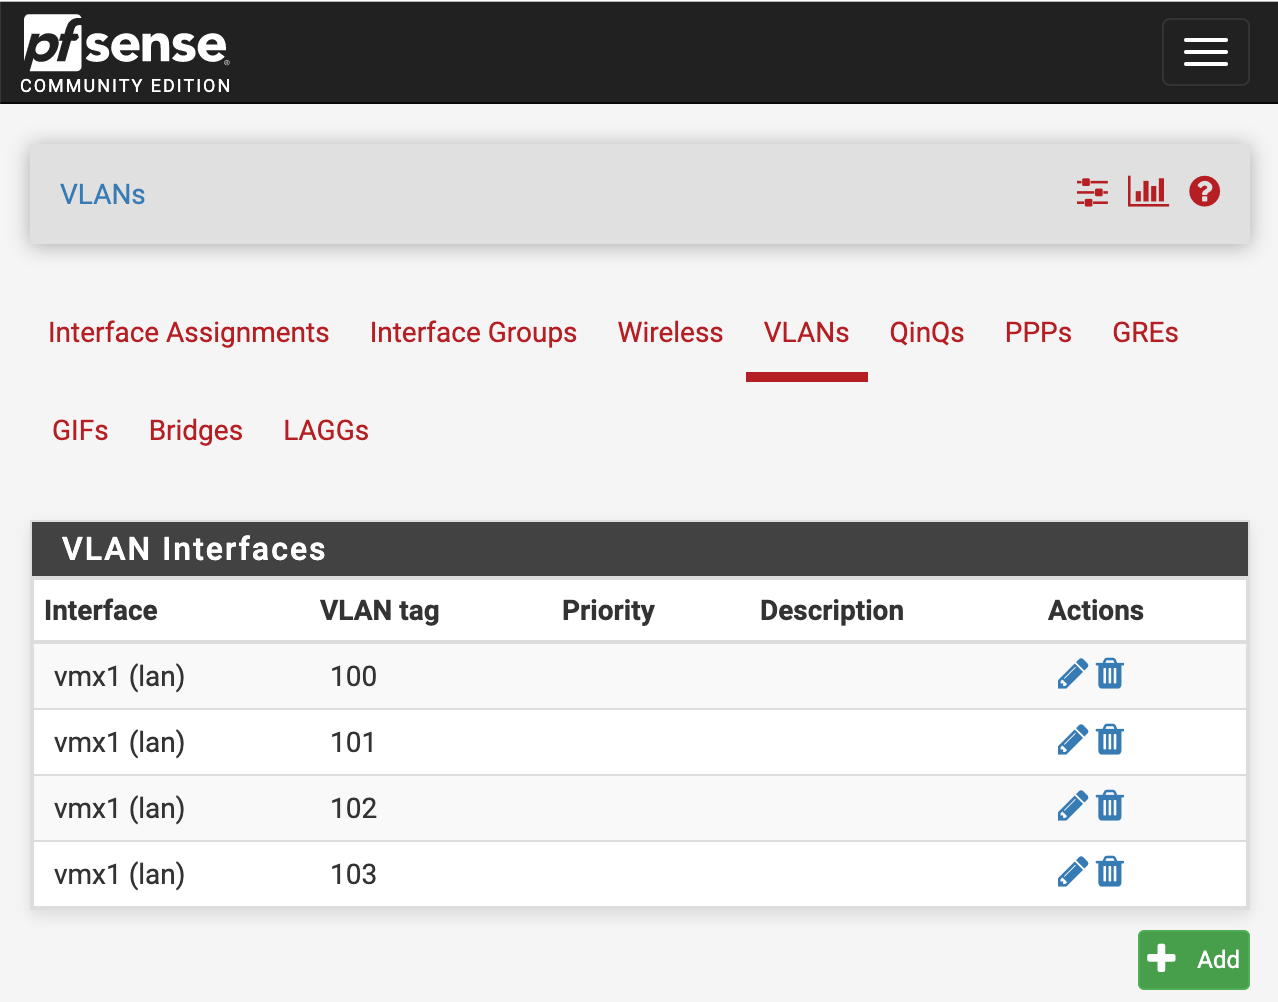 pfsense
COMMUNITY EDITION
VLANs
Interface Assignments Interface Groups Wireless VLANs QinQs PPPs GREs
GIFs Bridges LAGGs
VLAN Interfaces
Interface VLAN tag Priority Description Actions
vmx1 (lan) 100
vmx1 (lan) 101
vmx1 (lan) 102
vmx1 (lan) 103
Add